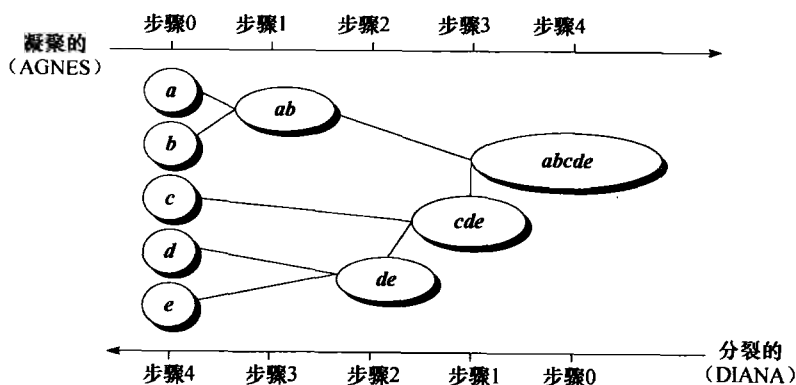 步骤0 步骤1 步骤2 步骤3 步骤4
凝聚的
（AGNES）
a
ab
b
abcde
c
cde
d
de
e
分裂的
（DIANA）
步骤4 步骤3 步骤2 步骤1 步骤0